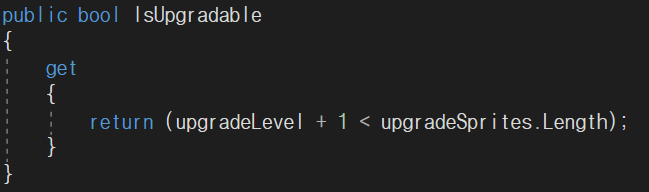 public bool IsUpgradable
{
    get
    {
        return (upgradeLevel + 1 < upgradeSprites.Length);
    }
}